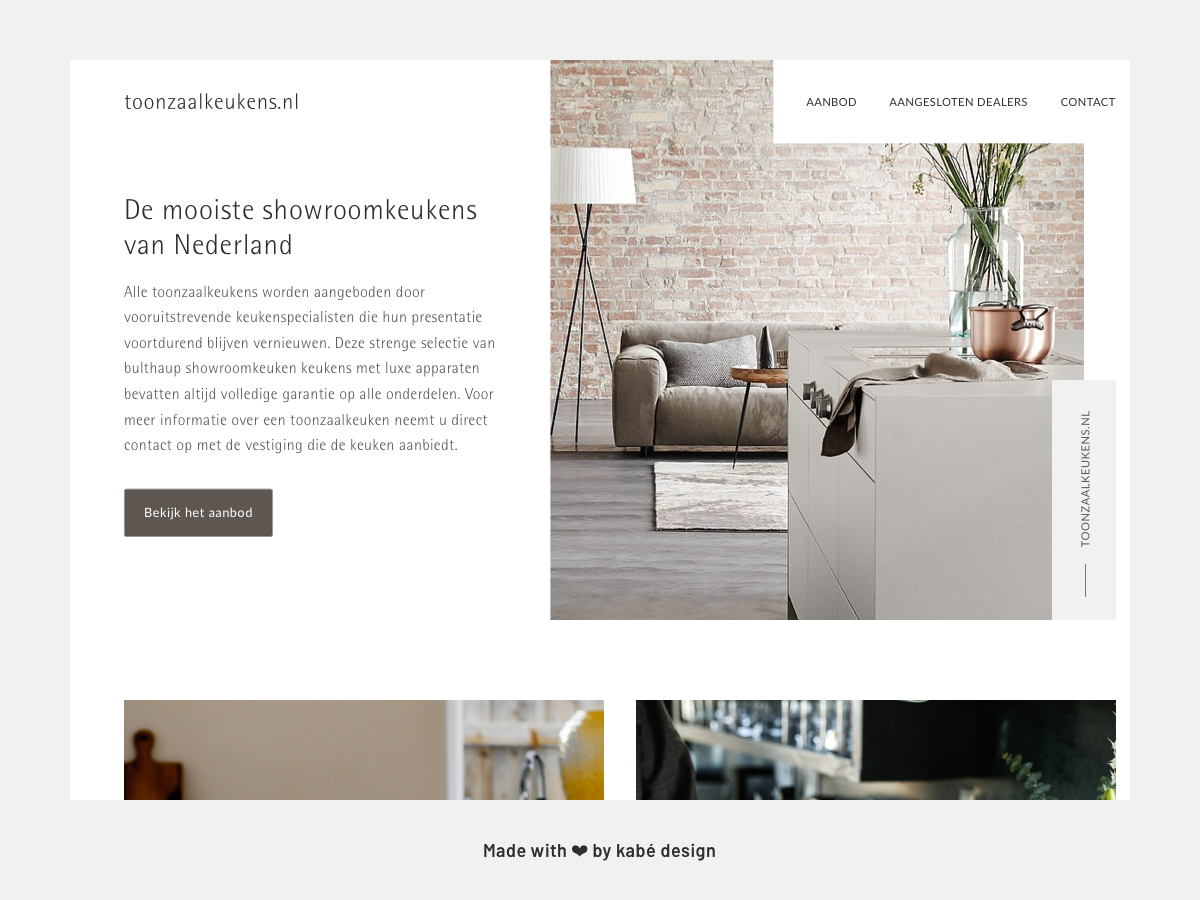 toonzaalkeukens.nl
AANBOD AANGESLOTEN DEALERS CONTACT
De mooiste showroomkeukens
van Nederland
Alle toonzaalkeukens worden aangeboden door
vooruitstrevende keukenspecialisten die hun presentatie
voortdurend blijven vernieuwen. Deze strenge selectie van
bulthaup showroomkeuken keukens met luxe apparaten
bevatten altijd volledige garantie op alle onderdelen. Voor
meer informatie over een toonzaalkeuken neemt u direct
contact op met de vestiging die de keuken aanbiedt.
Bekijk het aanbod
TOONZAALKEUKENS.NL
Made with ❤ by kabé design